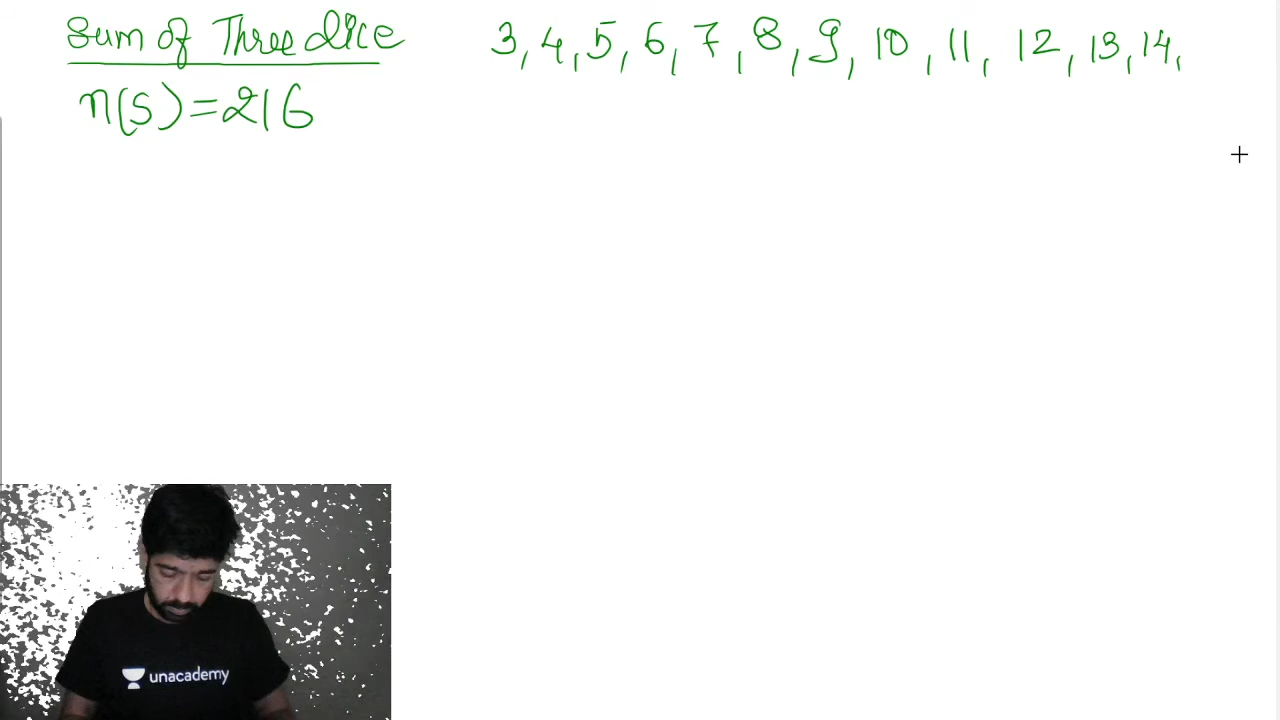 Sum of Three dice
3, 4, 5, 6, 7, 8, 9, 10, 11, 12, 13, 14,
n(s) = 216
unacademy